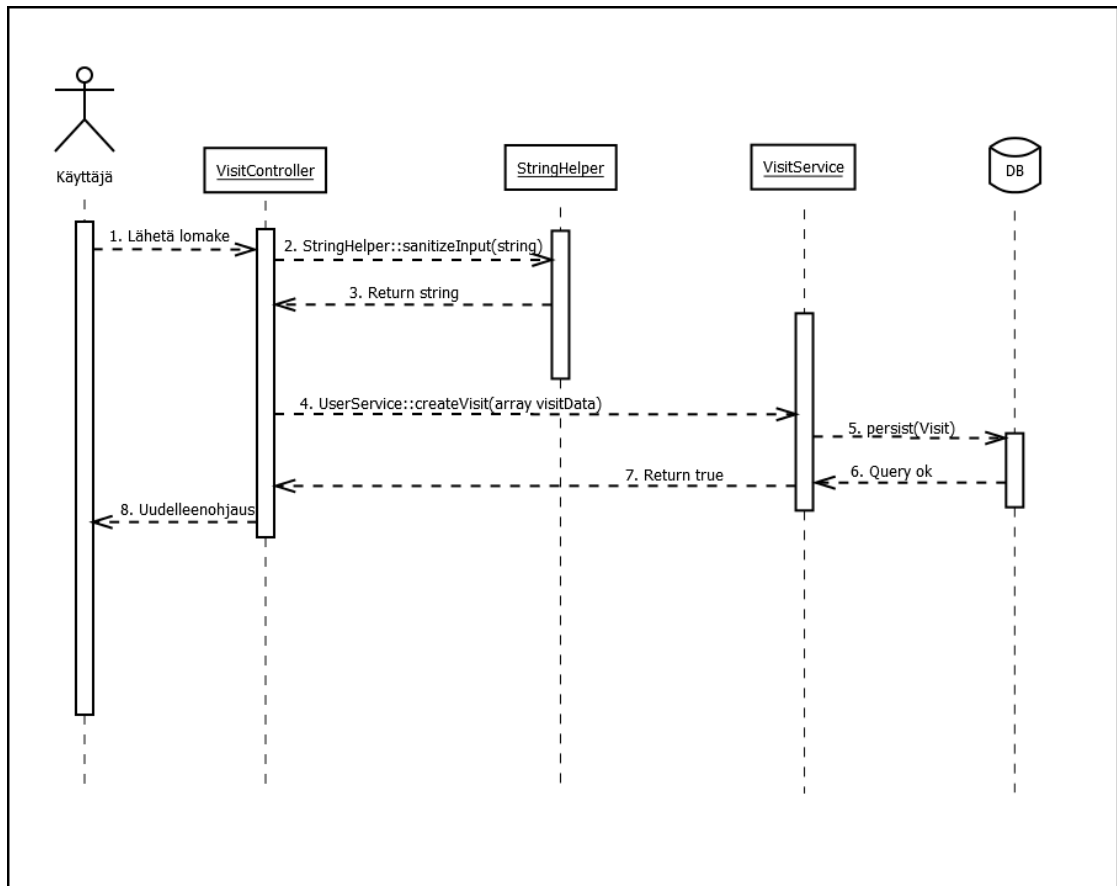 Käyttäjä
VisitController
StringHelper
VisitService
DB
1. Lähetä lomake
2. StringHelper::sanitizeInput(string)
3. Return string
4. UserService::createVisit(array visitData)
5. persist(Visit)
6. Query ok
7. Return true
8. Uudelleenohjaus